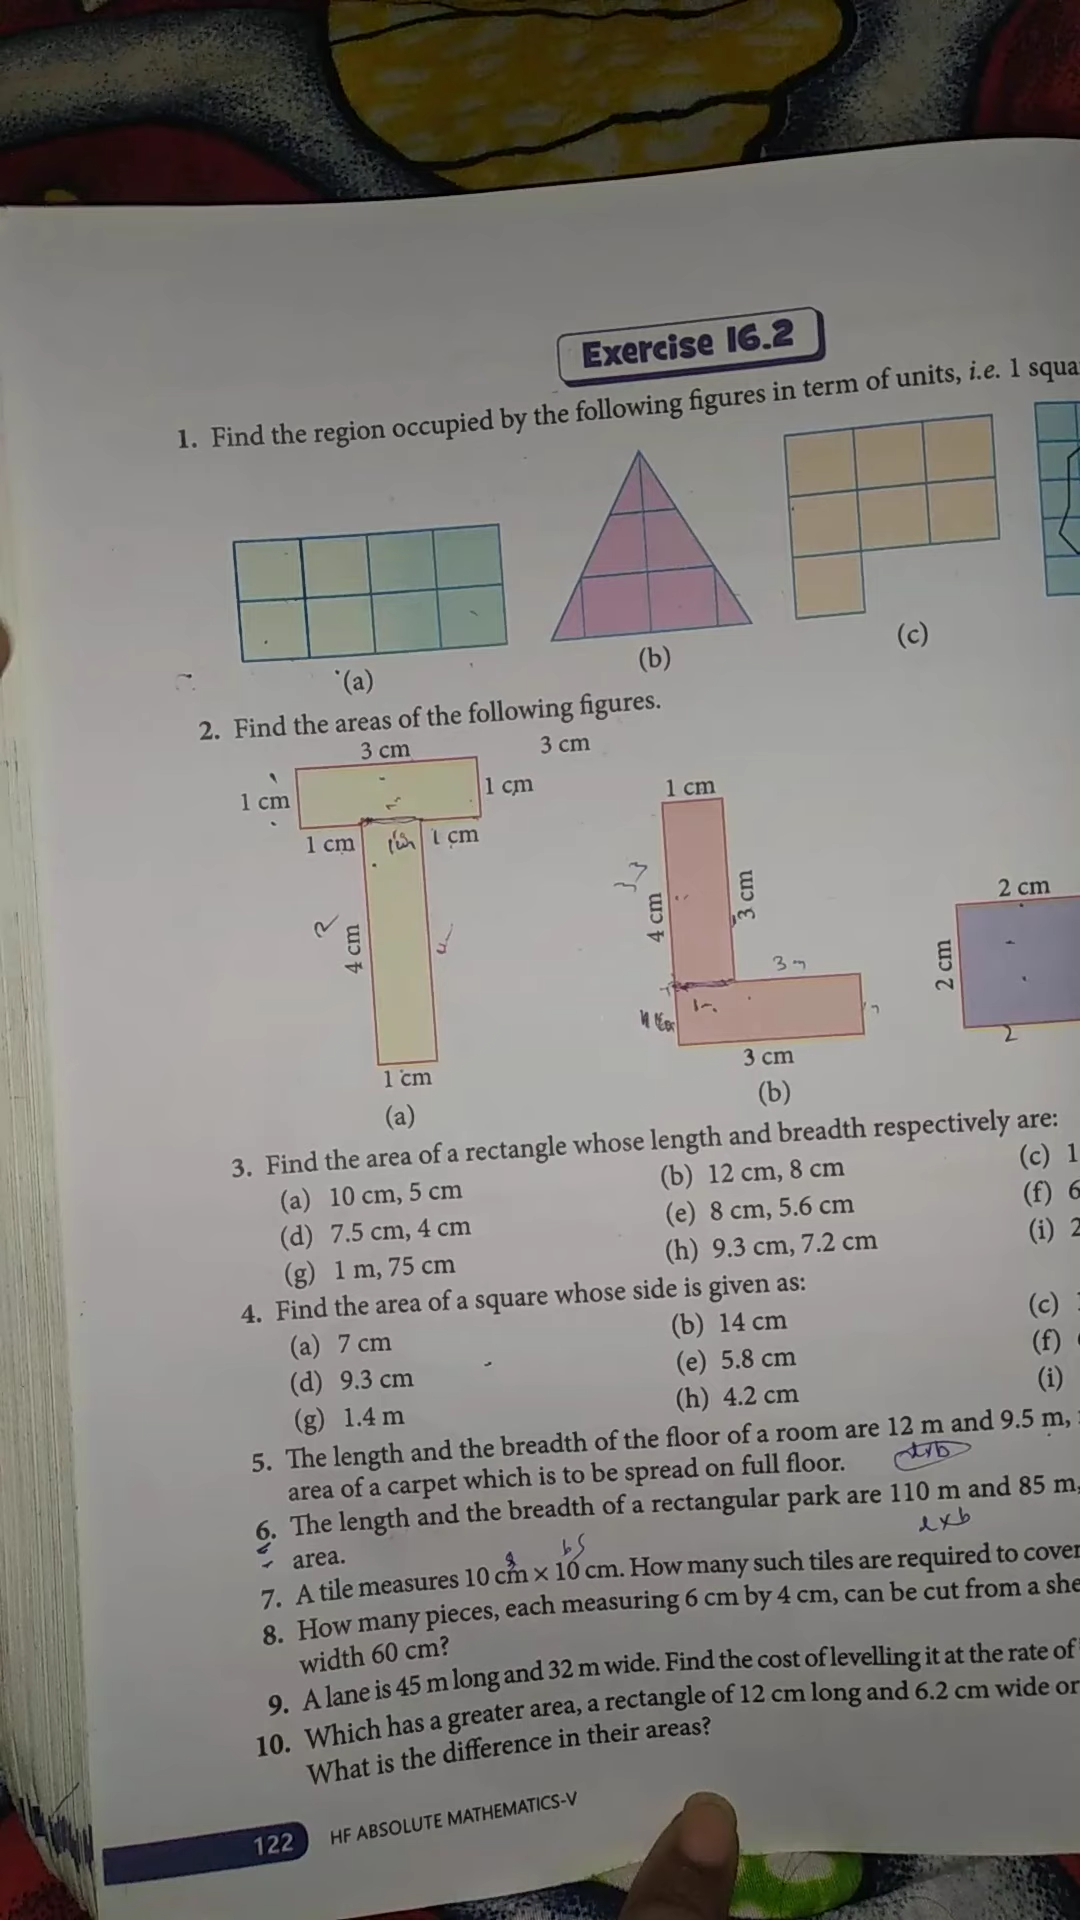 Exercise 16.2
1. Find the region occupied by the following figures in term of units, i.e. 1 squa
(a)
(b)
(c)
2. Find the areas of the following figures.
3 cm
3 cm
1 cm
1 cm
1 cm
1 cm
4 cm
1 cm
(a)
1 cm
4 cm
3 cm
3 cm
(b)
2 cm
2 cm
2
3. Find the area of a rectangle whose length and breadth respectively are:
(a) 10 cm, 5 cm (b) 12 cm, 8 cm (c) 1
(d) 7.5 cm, 4 cm (e) 8 cm, 5.6 cm (f) 6
(g) 1 m, 75 cm (h) 9.3 cm, 7.2 cm (i) 2
4. Find the area of a square whose side is given as:
(a) 7 cm (b) 14 cm (c)
(d) 9.3 cm (e) 5.8 cm (f)
(g) 1.4 m (h) 4.2 cm (i)
5. The length and the breadth of the floor of a room are 12 m and 9.5 m,
area of a carpet which is to be spread on full floor. lxb
6. The length and the breadth of a rectangular park are 110 m and 85 m,
area. l x b
7. A tile measures 10 cm × 10 cm. How many such tiles are required to cover
8. How many pieces, each measuring 6 cm by 4 cm, can be cut from a she
width 60 cm?
9. A lane is 45 m long and 32 m wide. Find the cost of levelling it at the rate of
10. Which has a greater area, a rectangle of 12 cm long and 6.2 cm wide or
What is the difference in their areas?
122 HF ABSOLUTE MATHEMATICS-V